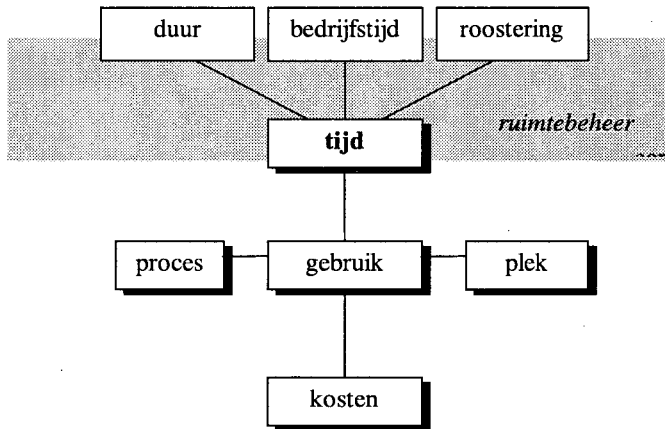 duur bedrijfstijd roostering
ruimtebeheer
tijd
proces gebruik plek
kosten